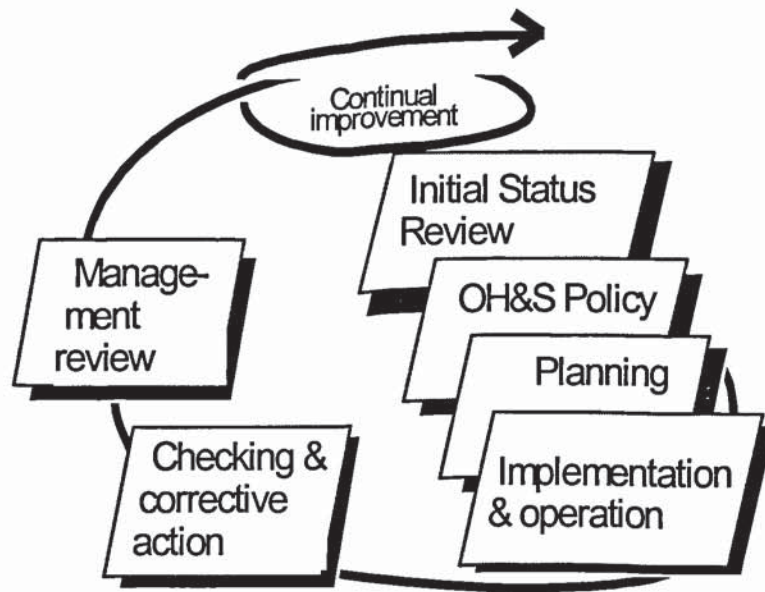 Continual
improvement
Initial Status
Review
OH&S Policy
Planning
Implementation
& operation
Checking &
corrective
action
Manage-
ment
review